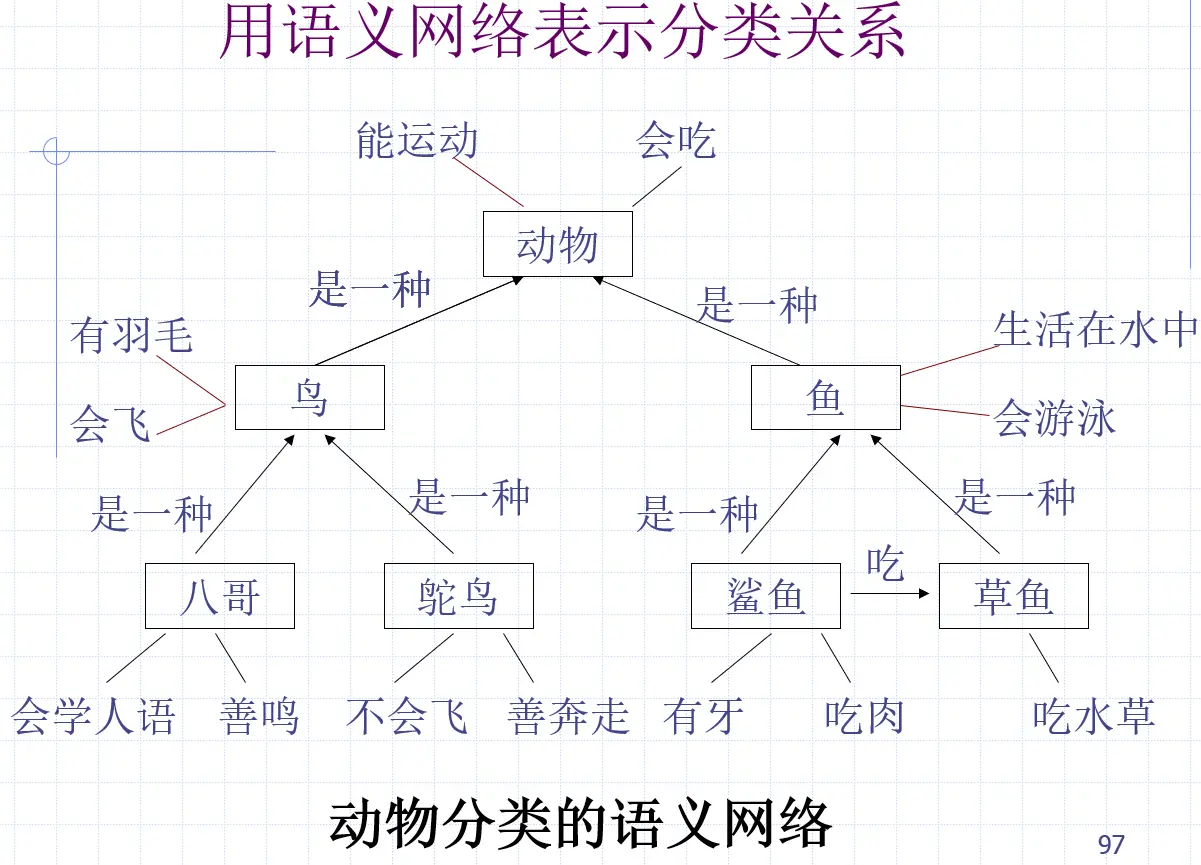 用语义网络表示分类关系
能运动
会吃
动物
是一种
是一种
有羽毛
生活在水中
鸟
鱼
会飞
会游泳
是一种
是一种
是一种
是一种
吃
八哥
鸵鸟
鲨鱼
草鱼
会学人语
善鸣
不会飞
善奔走
有牙
吃肉
吃水草
动物分类的语义网络
97